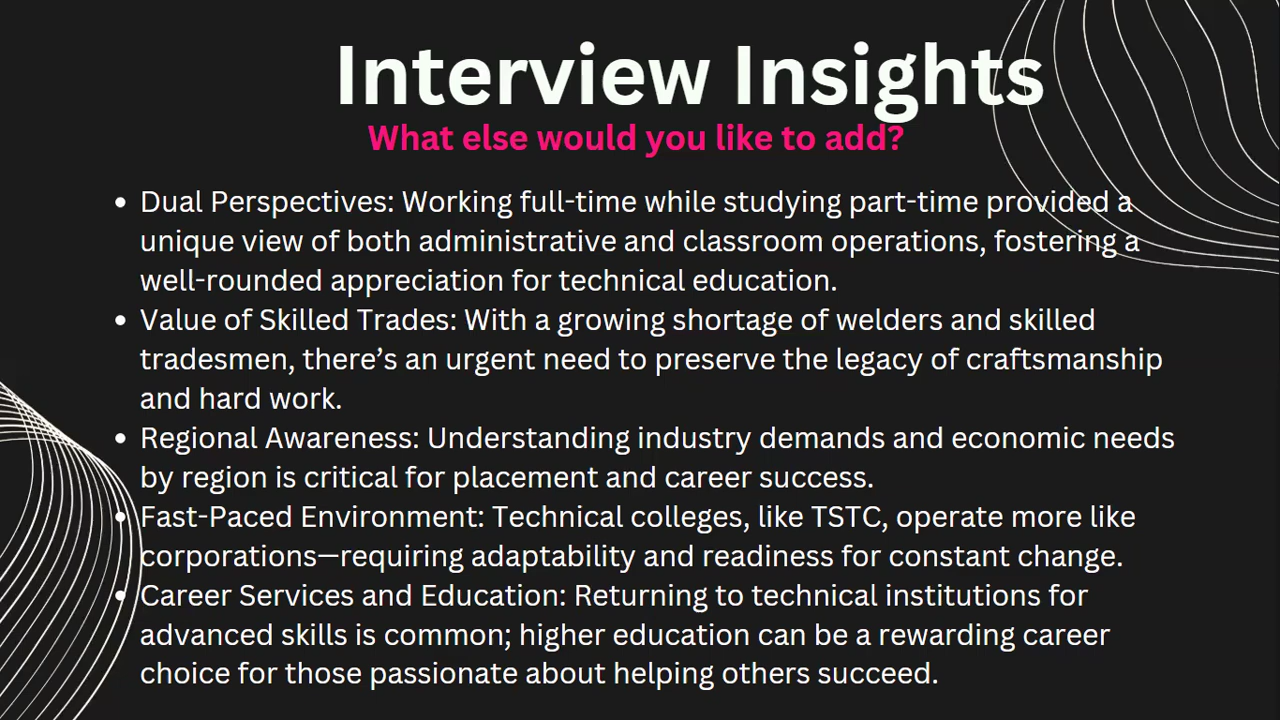 Interview Insights
What else would you like to add?
• Dual Perspectives: Working full-time while studying part-time provided a
unique view of both administrative and classroom operations, fostering a
well-rounded appreciation for technical education.
• Value of Skilled Trades: With a growing shortage of welders and skilled
tradesmen, there’s an urgent need to preserve the legacy of craftsmanship
and hard work.
• Regional Awareness: Understanding industry demands and economic needs
by region is critical for placement and career success.
• Fast-Paced Environment: Technical colleges, like TSTC, operate more like
corporations—requiring adaptability and readiness for constant change.
• Career Services and Education: Returning to technical institutions for
advanced skills is common; higher education can be a rewarding career
choice for those passionate about helping others succeed.